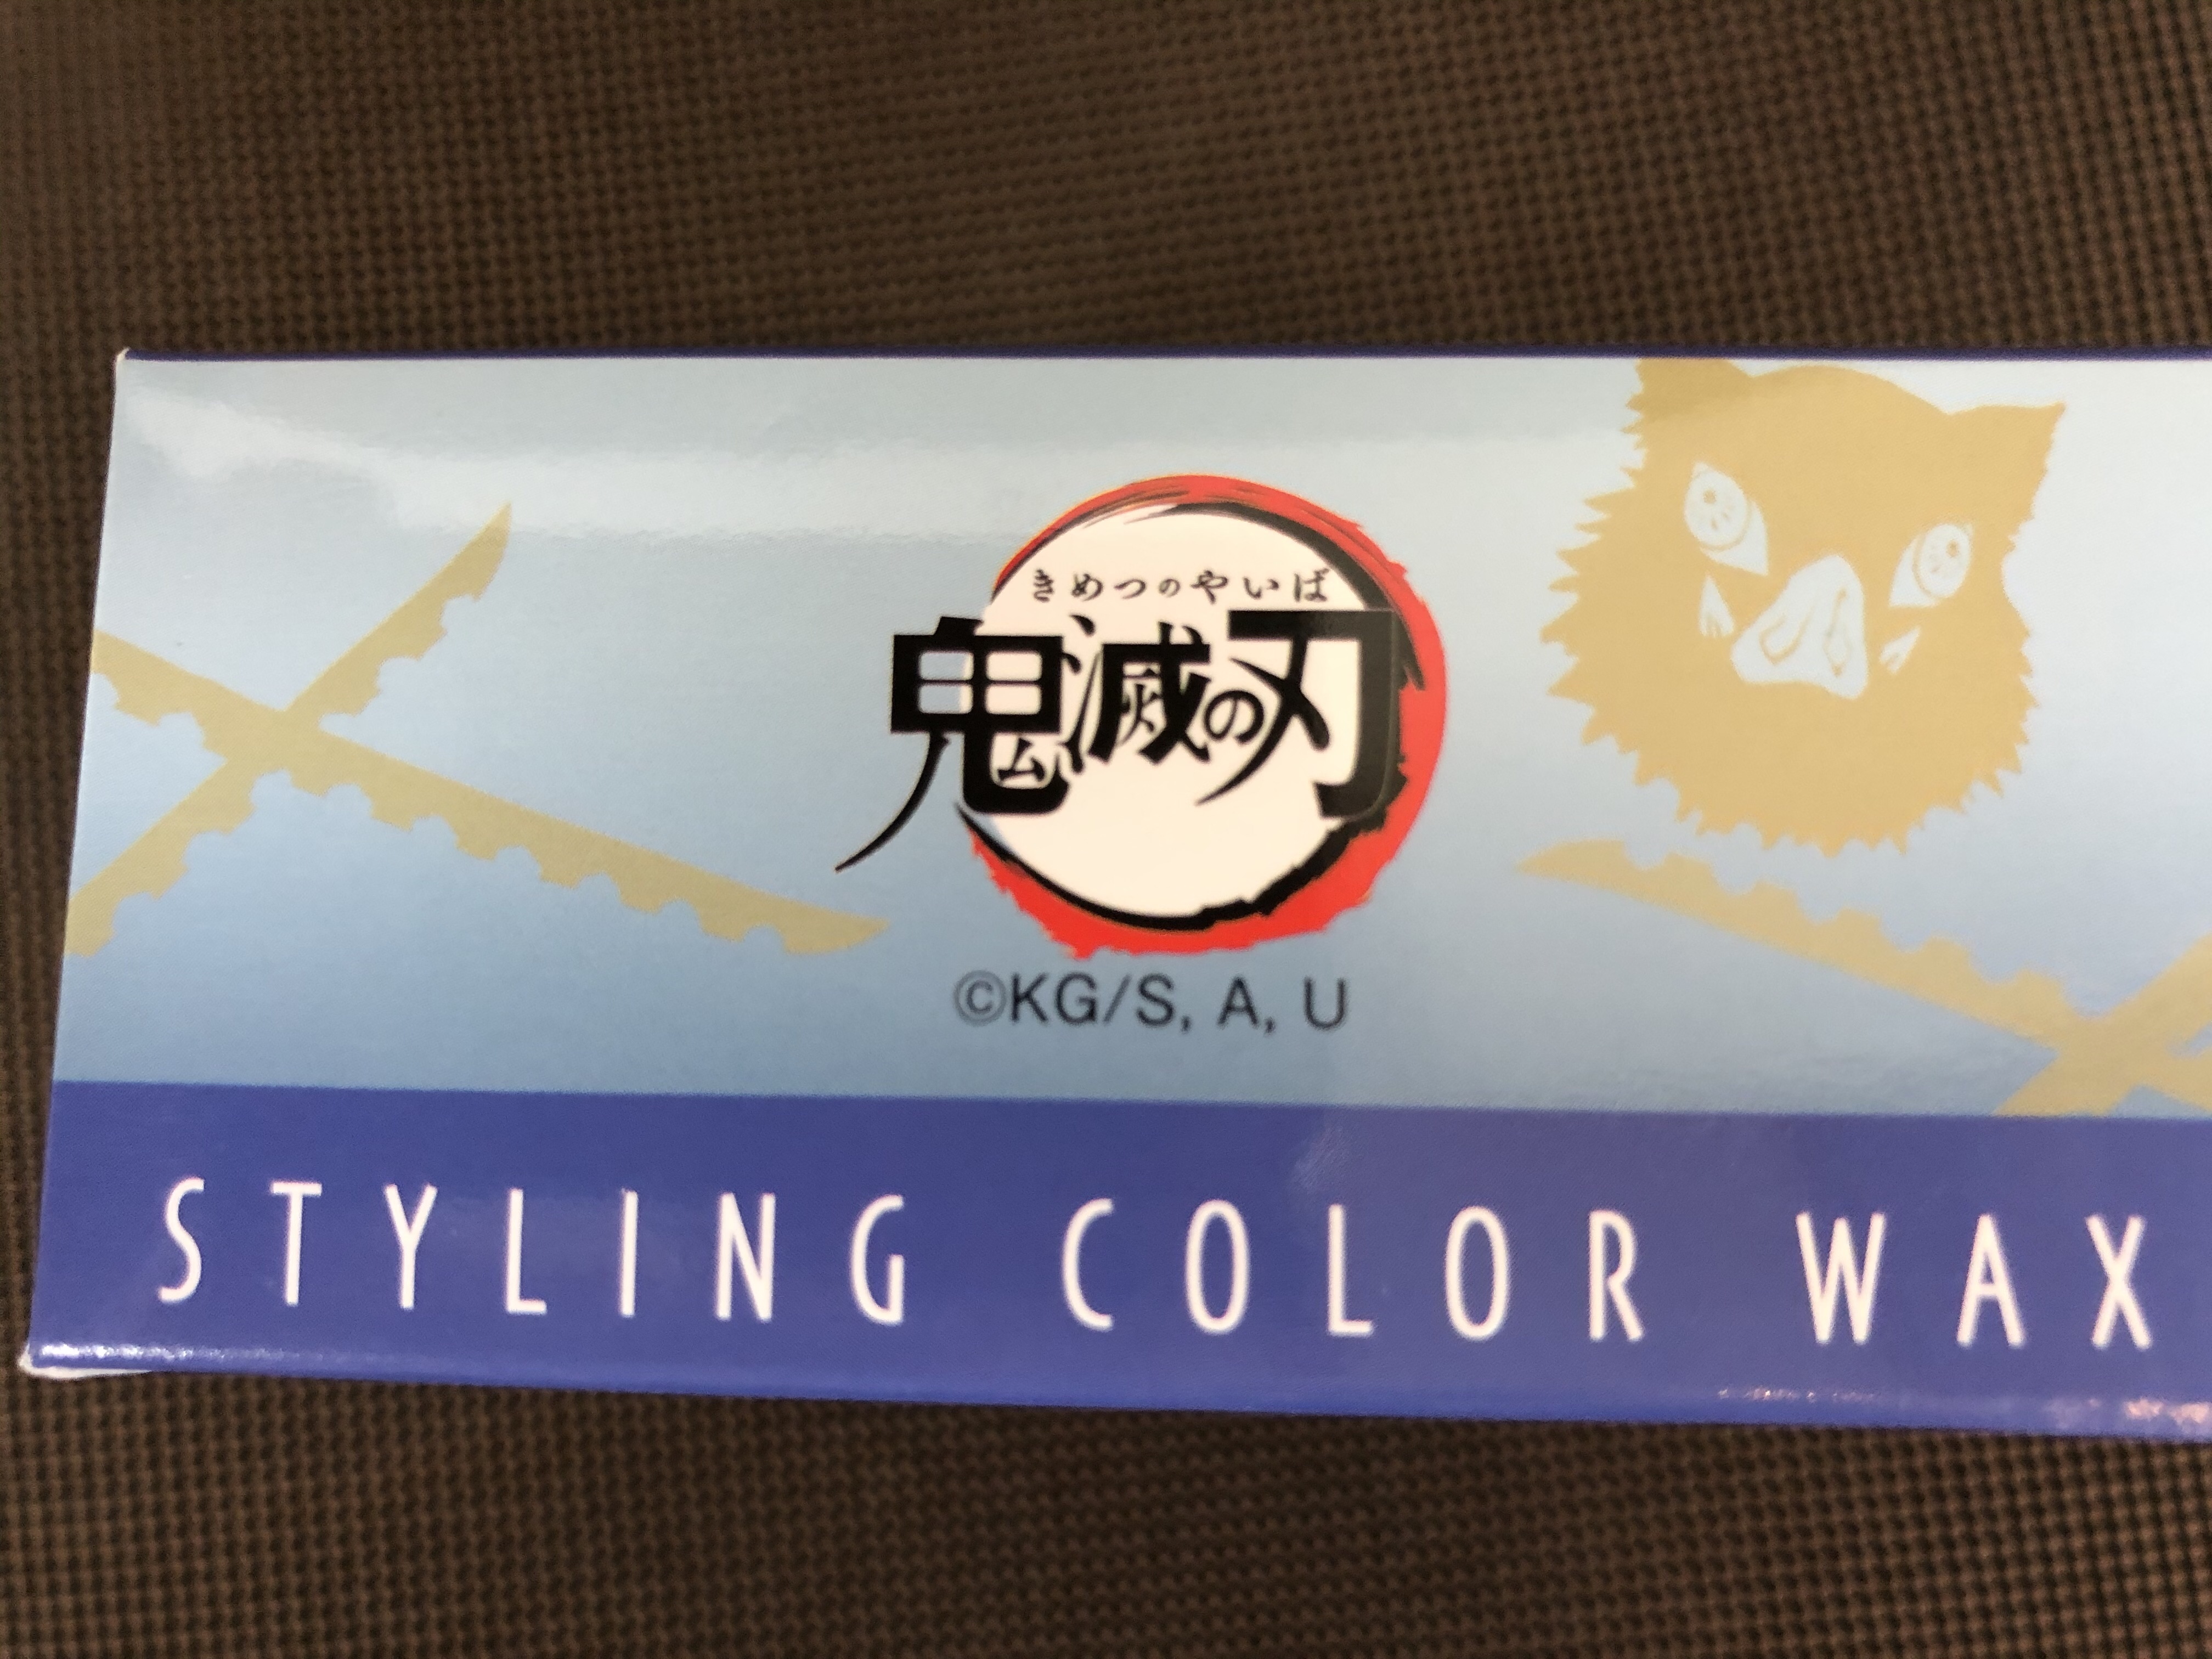 きめつのやいば
鬼滅の刃
©KG/S, A, U
STYLING COLOR WAX